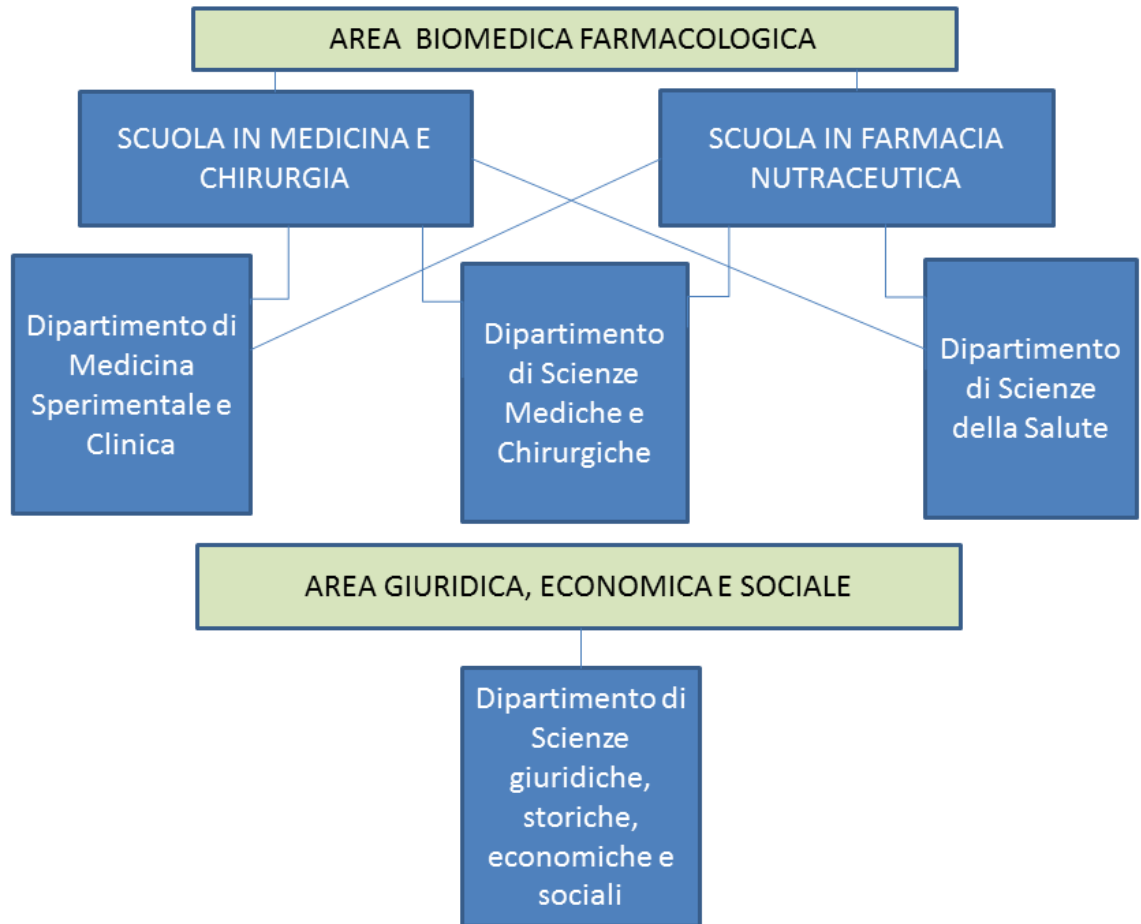 AREA BIOMEDICA FARMACOLOGICA
SCUOLA IN MEDICINA E
CHIRURGIA
SCUOLA IN FARMACIA
NUTRACEUTICA
Dipartimento di
Medicina
Sperimentale e
Clinica
Dipartimento
di Scienze
Mediche e
Chirurgiche
Dipartimento
di Scienze
della Salute
AREA GIURIDICA, ECONOMICA E SOCIALE
Dipartimento di
Scienze
giuridiche,
storiche,
economiche e
sociali